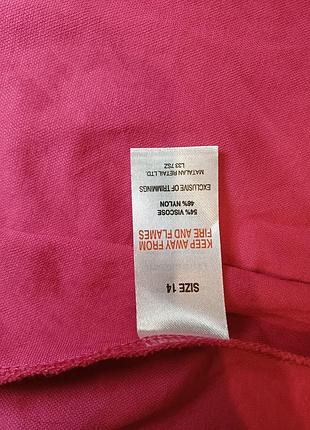 SIZE 14
KEEP AWAY FROM
FIRE AND FLAMES
54% VISCOSE
46% NYLON
EXCLUSIVE OF TRIMMINGS
MATALAN RETAIL LTD.
L33 7SZ